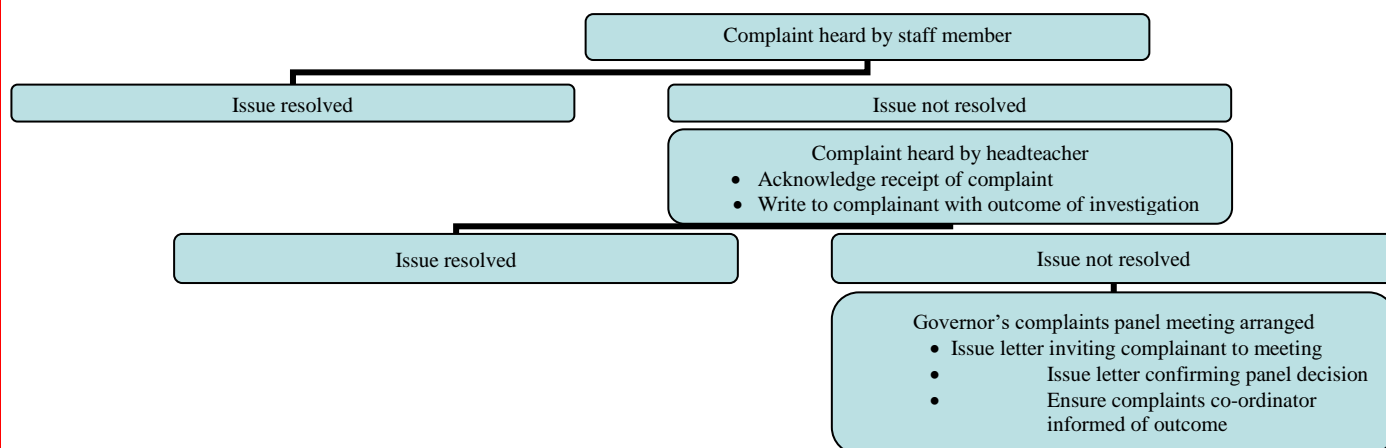 Complaint heard by staff member
Issue resolved
Issue not resolved
Complaint heard by headteacher
• Acknowledge receipt of complaint
• Write to complainant with outcome of investigation
Issue resolved
Issue not resolved
Governor’s complaints panel meeting arranged
• Issue letter inviting complainant to meeting
• Issue letter confirming panel decision
• Ensure complaints co-ordinator
informed of outcome